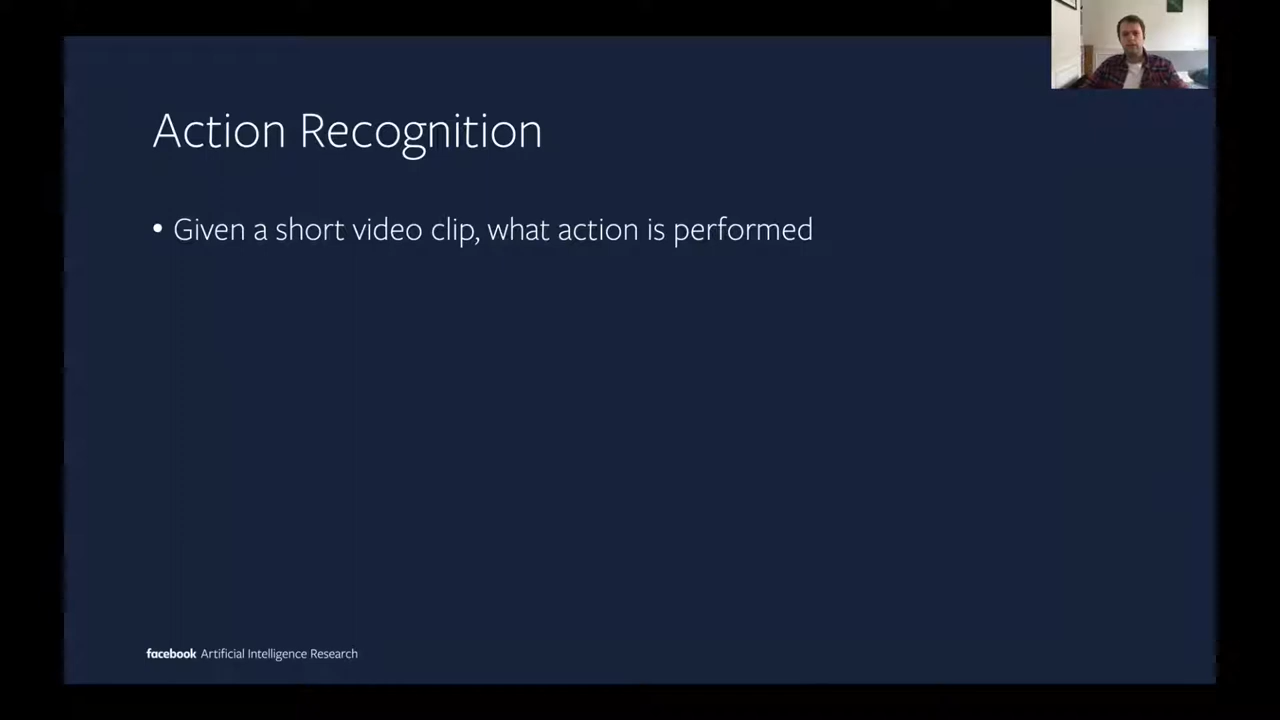 Action Recognition
• Given a short video clip, what action is performed
facebook Artificial Intelligence Research